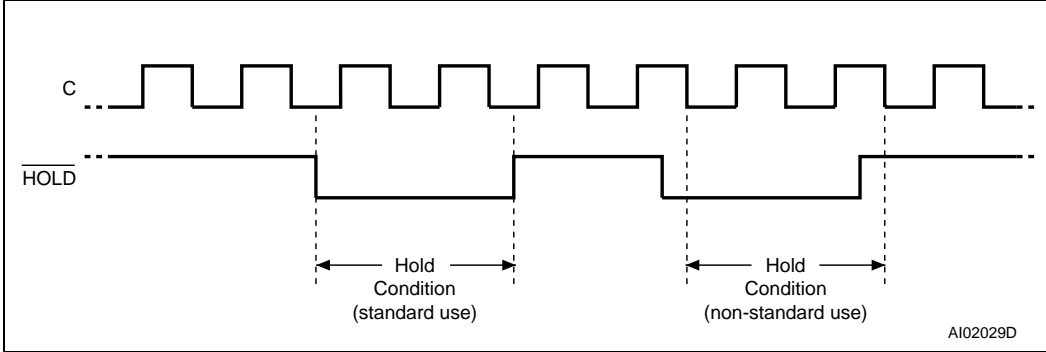 C
HOLD
Hold
Condition
(standard use)
Hold
Condition
(non-standard use)
AI02029D